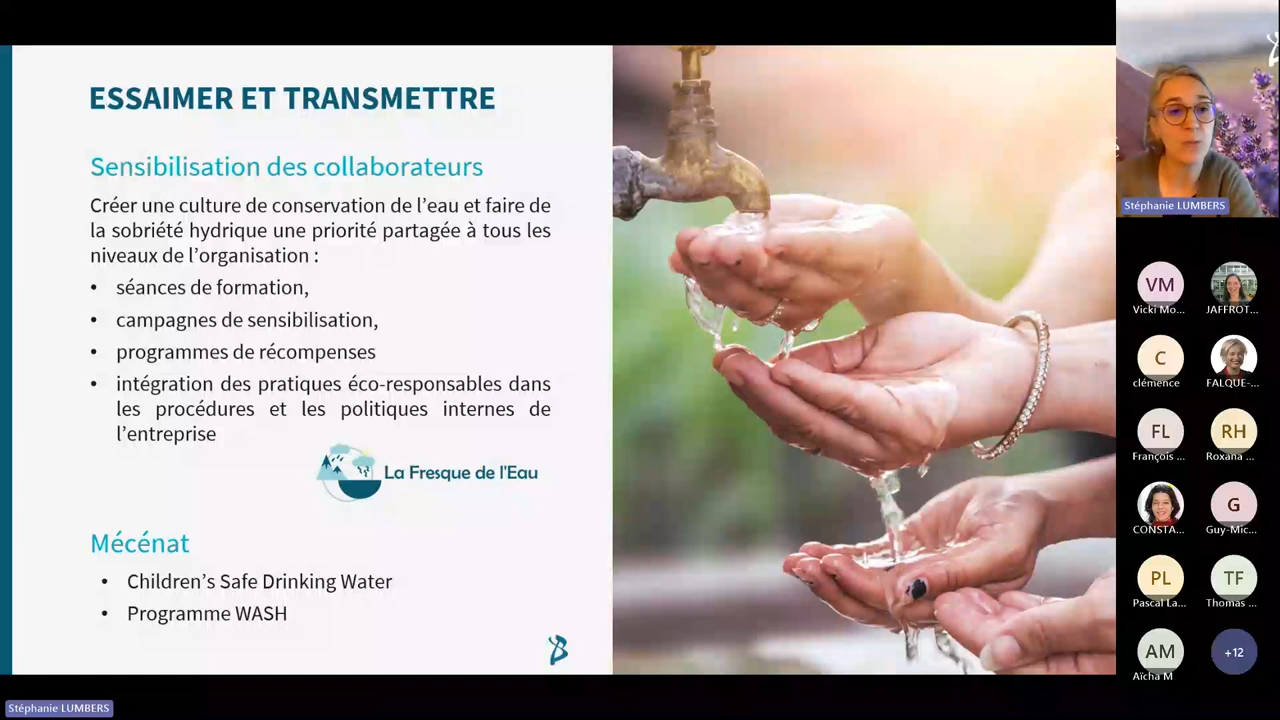 ESSAIMER ET TRANSMETTRE
Sensibilisation des collaborateurs
Créer une culture de conservation de l’eau et faire de
la sobriété hydrique une priorité partagée à tous les
niveaux de l’organisation :
• séances de formation,
• campagnes de sensibilisation,
• programmes de récompenses
• intégration des pratiques éco-responsables dans
les procédures et les politiques internes de
l’entreprise
La Fresque de l'Eau
Mécénat
• Children’s Safe Drinking Water
• Programme WASH
Stéphanie LUMBERS
Stéphanie LUMBERS
VM
Vicki Mo...
JAFFROT...
C
clémence
FALQUE-...
FL
François ...
RH
Roxana ...
CONSTA...
G
Guy-Mic...
PL
Pascal La...
TF
Thomas ...
AM
Aïcha M
+12